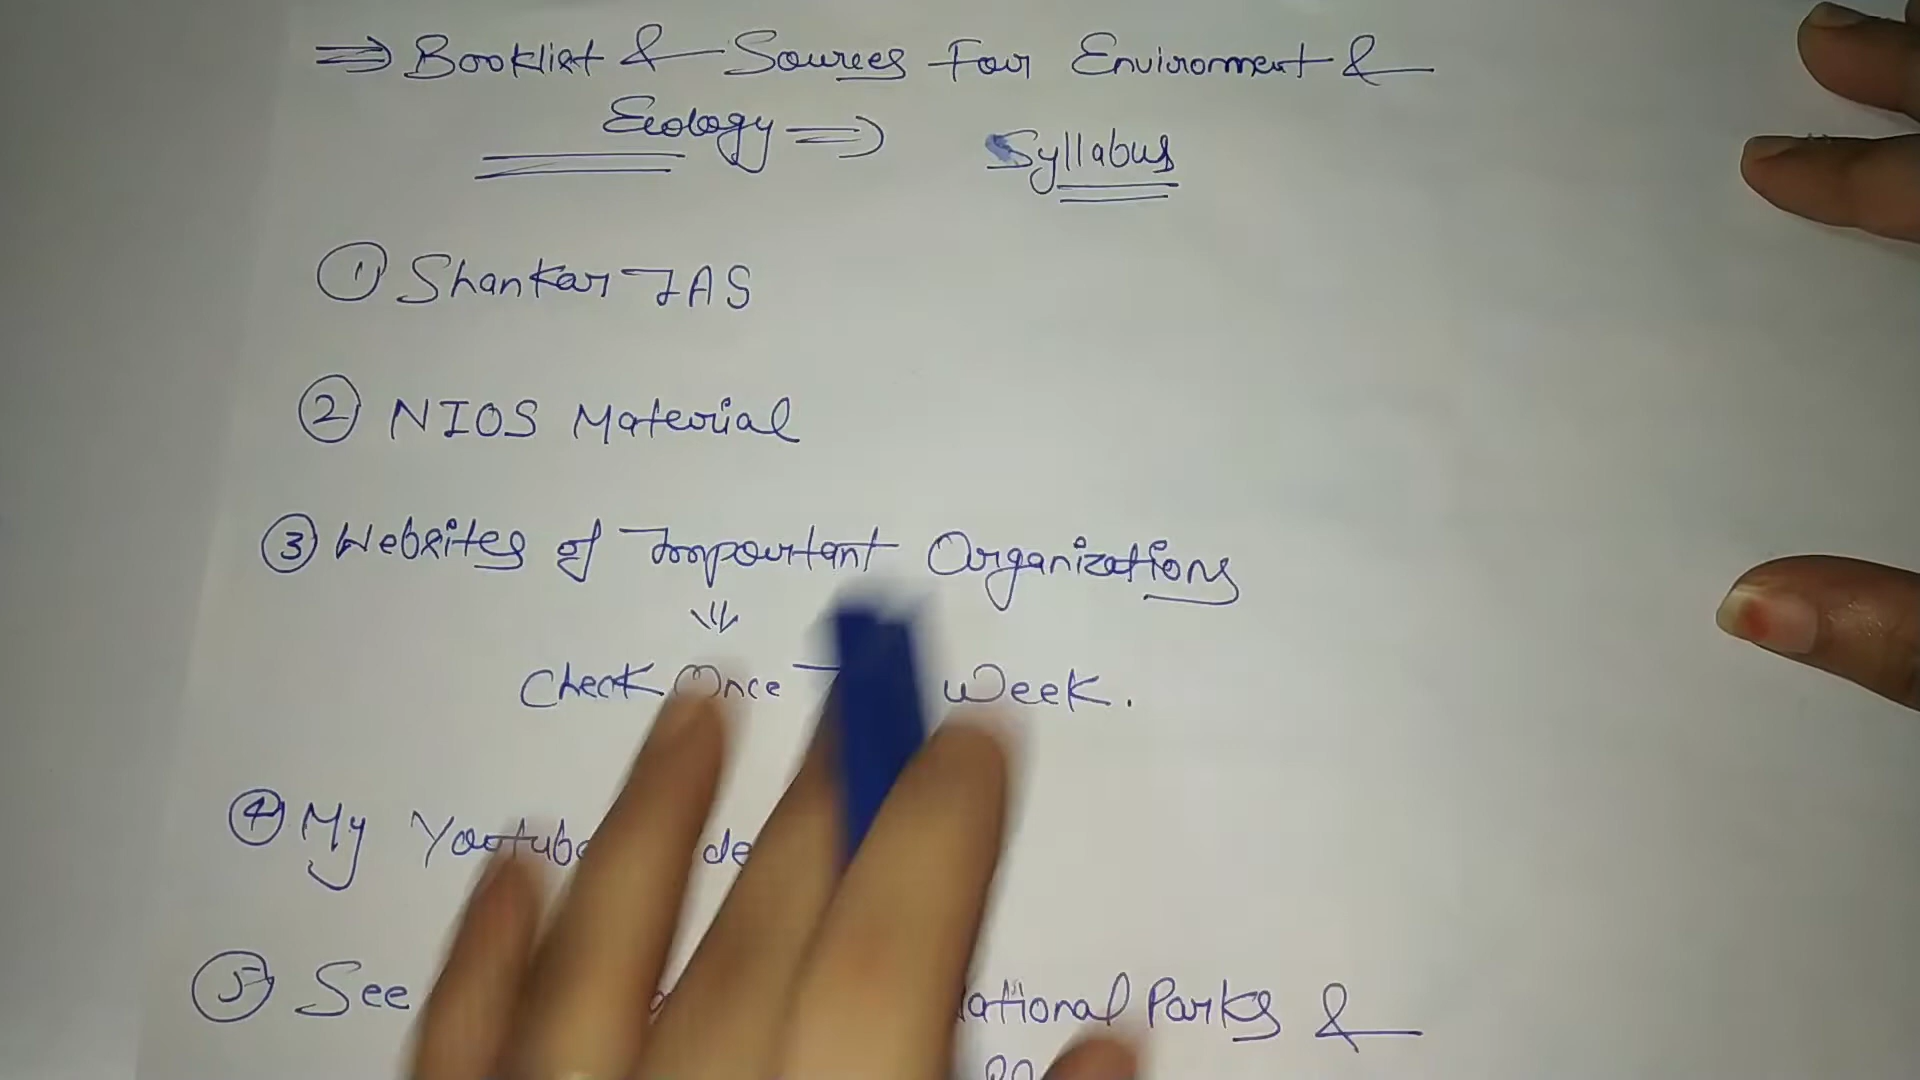 ⇒ Booklist & Sources For Environment &
Ecology ⇒ Syllabus
① Shankar IAS
② NIOS Material
③ Websites of Important Organizations
Check Once Week.
④ My Youtube
⑤ See National Parks &